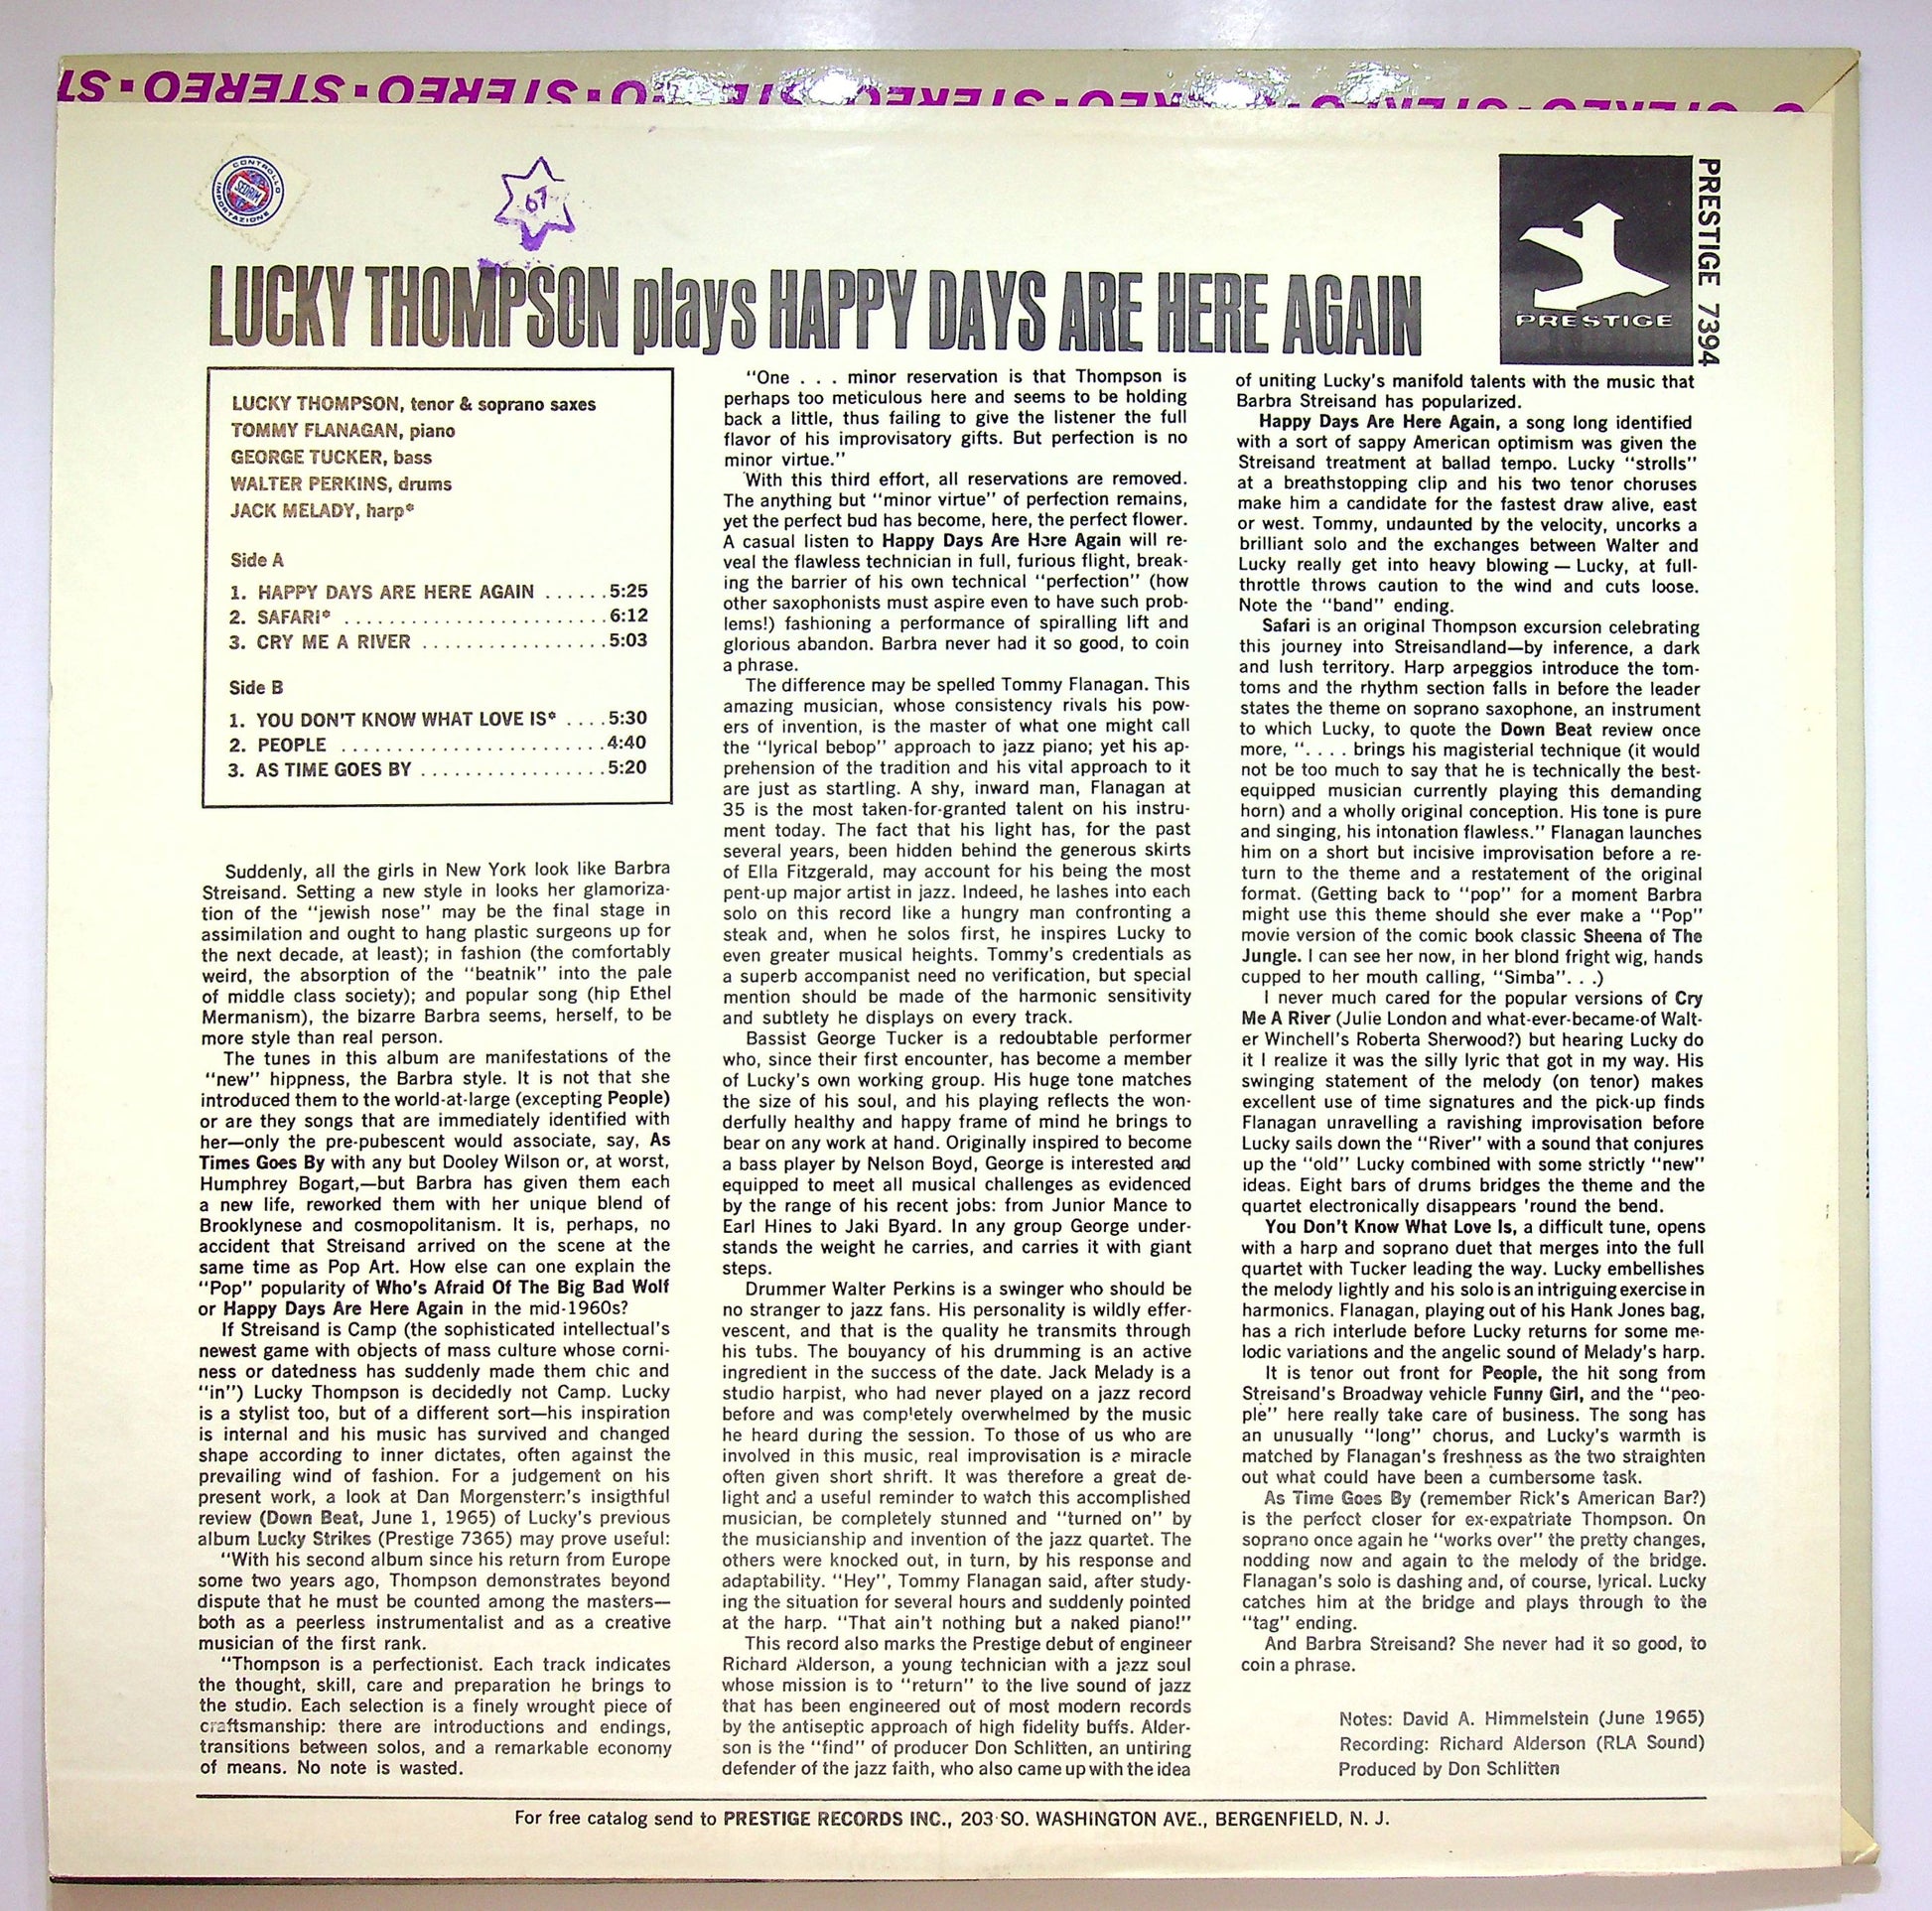 STEREO • STEREO • STEREO
CONTROLLO
SEDRIM
IMPORTAZIONE
67
PRESTIGE
PRESTIGE 7394
LUCKY THOMPSON plays HAPPY DAYS ARE HERE AGAIN
LUCKY THOMPSON, tenor & soprano saxes
TOMMY FLANAGAN, piano
GEORGE TUCKER, bass
WALTER PERKINS, drums
JACK MELADY, harp*
Side A
1. HAPPY DAYS ARE HERE AGAIN ......5:25
2. SAFARI* .........................6:12
3. CRY ME A RIVER .................5:03
Side B
1. YOU DON'T KNOW WHAT LOVE IS* ....5:30
2. PEOPLE .........................4:40
3. AS TIME GOES BY .................5:20
Suddenly, all the girls in New York look like Barbra
Streisand. Setting a new style in looks her glamoriza-
tion of the "jewish nose" may be the final stage in
assimilation and ought to hang plastic surgeons up for
the next decade, at least); in fashion (the comfortably
weird, the absorption of the "beatnik" into the pale
of middle class society); and popular song (hip Ethel
Mermanism), the bizarre Barbra seems, herself, to be
more style than real person.
The tunes in this album are manifestations of the
"new" hippness, the Barbra style. It is not that she
introduced them to the world-at-large (excepting People)
or are they songs that are immediately identified with
her—only the pre-pubescent would associate, say, As
Times Goes By with any but Dooley Wilson or, at worst,
Humphrey Bogart,—but Barbra has given them each
a new life, reworked them with her unique blend of
Brooklynese and cosmopolitanism. It is, perhaps, no
accident that Streisand arrived on the scene at the
same time as Pop Art. How else can one explain the
"Pop" popularity of Who's Afraid Of The Big Bad Wolf
or Happy Days Are Here Again in the mid-1960s?
If Streisand is Camp (the sophisticated intellectual's
newest game with objects of mass culture whose corni-
ness or datedness has suddenly made them chic and
"in") Lucky Thompson is decidedly not Camp. Lucky
is a stylist too, but of a different sort—his inspiration
is internal and his music has survived and changed
shape according to inner dictates, often against the
prevailing wind of fashion. For a judgement on his
present work, a look at Dan Morgenstern's insigthful
review (Down Beat, June 1, 1965) of Lucky's previous
album Lucky Strikes (Prestige 7365) may prove useful:
"With his second album since his return from Europe
some two years ago, Thompson demonstrates beyond
dispute that he must be counted among the masters—
both as a peerless instrumentalist and as a creative
musician of the first rank.
"Thompson is a perfectionist. Each track indicates
the thought, skill, care and preparation he brings to
the studio. Each selection is a finely wrought piece of
craftsmanship: there are introductions and endings,
transitions between solos, and a remarkable economy
of means. No note is wasted.
"One . . . minor reservation is that Thompson is
perhaps too meticulous here and seems to be holding
back a little, thus failing to give the listener the full
flavor of his improvisatory gifts. But perfection is no
minor virtue."
With this third effort, all reservations are removed.
The anything but "minor virtue" of perfection remains,
yet the perfect bud has become, here, the perfect flower.
A casual listen to Happy Days Are Here Again will re-
veal the flawless technician in full, furious flight, break-
ing the barrier of his own technical "perfection" (how
other saxophonists must aspire even to have such prob-
lems!) fashioning a performance of spiralling lift and
glorious abandon. Barbra never had it so good, to coin
a phrase.
The difference may be spelled Tommy Flanagan. This
amazing musician, whose consistency rivals his pow-
ers of invention, is the master of what one might call
the "lyrical bebop" approach to jazz piano; yet his ap-
prehension of the tradition and his vital approach to it
are just as startling. A shy, inward man, Flanagan at
35 is the most taken-for-granted talent on his instru-
ment today. The fact that his light has, for the past
several years, been hidden behind the generous skirts
of Ella Fitzgerald, may account for his being the most
pent-up major artist in jazz. Indeed, he lashes into each
solo on this record like a hungry man confronting a
steak and, when he solos first, he inspires Lucky to
even greater musical heights. Tommy's credentials as
a superb accompanist need no verification, but special
mention should be made of the harmonic sensitivity
and subtlety he displays on every track.
Bassist George Tucker is a redoubtable performer
who, since their first encounter, has become a member
of Lucky's own working group. His huge tone matches
the size of his soul, and his playing reflects the won-
derfully healthy and happy frame of mind he brings to
bear on any work at hand. Originally inspired to become
a bass player by Nelson Boyd, George is interested and
equipped to meet all musical challenges as evidenced
by the range of his recent jobs: from Junior Mance to
Earl Hines to Jaki Byard. In any group George under-
stands the weight he carries, and carries it with giant
steps.
Drummer Walter Perkins is a swinger who should be
no stranger to jazz fans. His personality is wildly effer-
vescent, and that is the quality he transmits through
his tubs. The bouyancy of his drumming is an active
ingredient in the success of the date. Jack Melady is a
studio harpist, who had never played on a jazz record
before and was completely overwhelmed by the music
he heard during the session. To those of us who are
involved in this music, real improvisation is a miracle
often given short shrift. It was therefore a great de-
light and a useful reminder to watch this accomplished
musician, be completely stunned and "turned on" by
the musicianship and invention of the jazz quartet. The
others were knocked out, in turn, by his response and
adaptability. "Hey", Tommy Flanagan said, after study-
ing the situation for several hours and suddenly pointed
at the harp. "That ain't nothing but a naked piano!"
This record also marks the Prestige debut of engineer
Richard Alderson, a young technician with a jazz soul
whose mission is to "return" to the live sound of jazz
that has been engineered out of most modern records
by the antiseptic approach of high fidelity buffs. Alder-
son is the "find" of producer Don Schlitten, an untiring
defender of the jazz faith, who also came up with the idea
of uniting Lucky's manifold talents with the music that
Barbra Streisand has popularized.
Happy Days Are Here Again, a song long identified
with a sort of sappy American optimism was given the
Streisand treatment at ballad tempo. Lucky "strolls"
at a breathstopping clip and his two tenor choruses
make him a candidate for the fastest draw alive, east
or west. Tommy, undaunted by the velocity, uncorks a
brilliant solo and the exchanges between Walter and
Lucky really get into heavy blowing — Lucky, at full-
throttle throws caution to the wind and cuts loose.
Note the "band" ending.
Safari is an original Thompson excursion celebrating
this journey into Streisandland—by inference, a dark
and lush territory. Harp arpeggios introduce the tom-
toms and the rhythm section falls in before the leader
states the theme on soprano saxophone, an instrument
to which Lucky, to quote the Down Beat review once
more, ". . . . brings his magisterial technique (it would
not be too much to say that he is technically the best-
equipped musician currently playing this demanding
horn) and a wholly original conception. His tone is pure
and singing, his intonation flawless." Flanagan launches
him on a short but incisive improvisation before a re-
turn to the theme and a restatement of the original
format. (Getting back to "pop" for a moment Barbra
might use this theme should she ever make a "Pop"
movie version of the comic book classic Sheena of The
Jungle. I can see her now, in her blond fright wig, hands
cupped to her mouth calling, "Simba". . .)
I never much cared for the popular versions of Cry
Me A River (Julie London and what-ever-became-of Walt-
er Winchell's Roberta Sherwood?) but hearing Lucky do
it I realize it was the silly lyric that got in my way. His
swinging statement of the melody (on tenor) makes
excellent use of time signatures and the pick-up finds
Flanagan unravelling a ravishing improvisation before
Lucky sails down the "River" with a sound that conjures
up the "old" Lucky combined with some strictly "new"
ideas. Eight bars of drums bridges the theme and the
quartet electronically disappears 'round the bend.
You Don't Know What Love Is, a difficult tune, opens
with a harp and soprano duet that merges into the full
quartet with Tucker leading the way. Lucky embellishes
the melody lightly and his solo is an intriguing exercise in
harmonics. Flanagan, playing out of his Hank Jones bag,
has a rich interlude before Lucky returns for some me-
lodic variations and the angelic sound of Melady's harp.
It is tenor out front for People, the hit song from
Streisand's Broadway vehicle Funny Girl, and the "peo-
ple" here really take care of business. The song has
an unusually "long" chorus, and Lucky's warmth is
matched by Flanagan's freshness as the two straighten
out what could have been a cumbersome task.
As Time Goes By (remember Rick's American Bar?)
is the perfect closer for ex-expatriate Thompson. On
soprano once again he "works over" the pretty changes,
nodding now and again to the melody of the bridge.
Flanagan's solo is dashing and, of course, lyrical. Lucky
catches him at the bridge and plays through to the
"tag" ending.
And Barbra Streisand? She never had it so good, to
coin a phrase.
Notes: David A. Himmelstein (June 1965)
Recording: Richard Alderson (RLA Sound)
Produced by Don Schlitten
For free catalog send to PRESTIGE RECORDS INC., 203 SO. WASHINGTON AVE., BERGENFIELD, N. J.